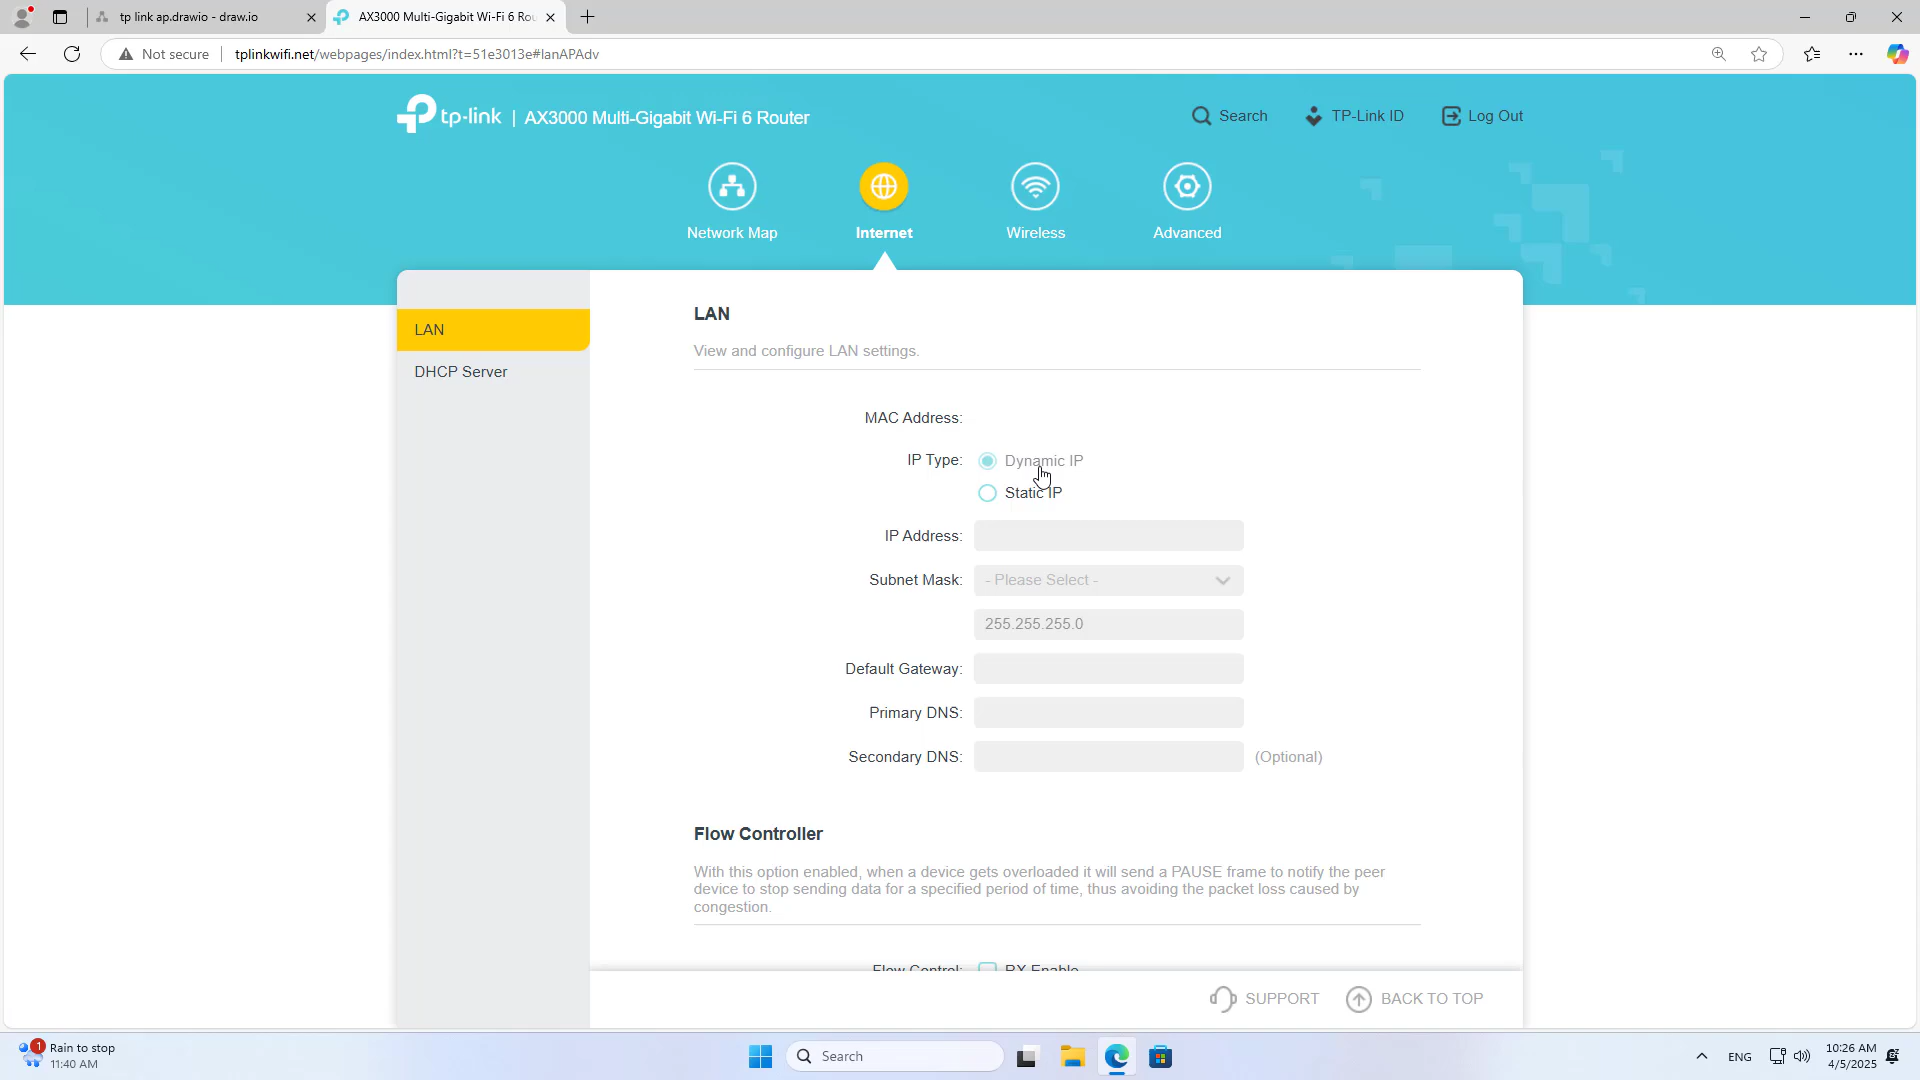 tp link ap.drawio - draw.io
AX3000 Multi-Gigabit Wi-Fi 6 Rou
Not secure
tplinkwifi.net/webpages/index.html?t=51e3013e#lanAPAdv
tp-link | AX3000 Multi-Gigabit Wi-Fi 6 Router
Search
TP-Link ID
Log Out
Network Map
Internet
Wireless
Advanced
LAN
DHCP Server
LAN
View and configure LAN settings.
MAC Address:
IP Type:
Dynamic IP
Static IP
IP Address:
Subnet Mask:
- Please Select -
255.255.255.0
Default Gateway:
Primary DNS:
Secondary DNS:
(Optional)
Flow Controller
With this option enabled, when a device gets overloaded it will send a PAUSE frame to notify the peer
device to stop sending data for a specified period of time, thus avoiding the packet loss caused by
congestion.
Flow Control:
RX Enable
SUPPORT
BACK TO TOP
1
Rain to stop
11:40 AM
Search
ENG
10:26 AM
4/5/2025